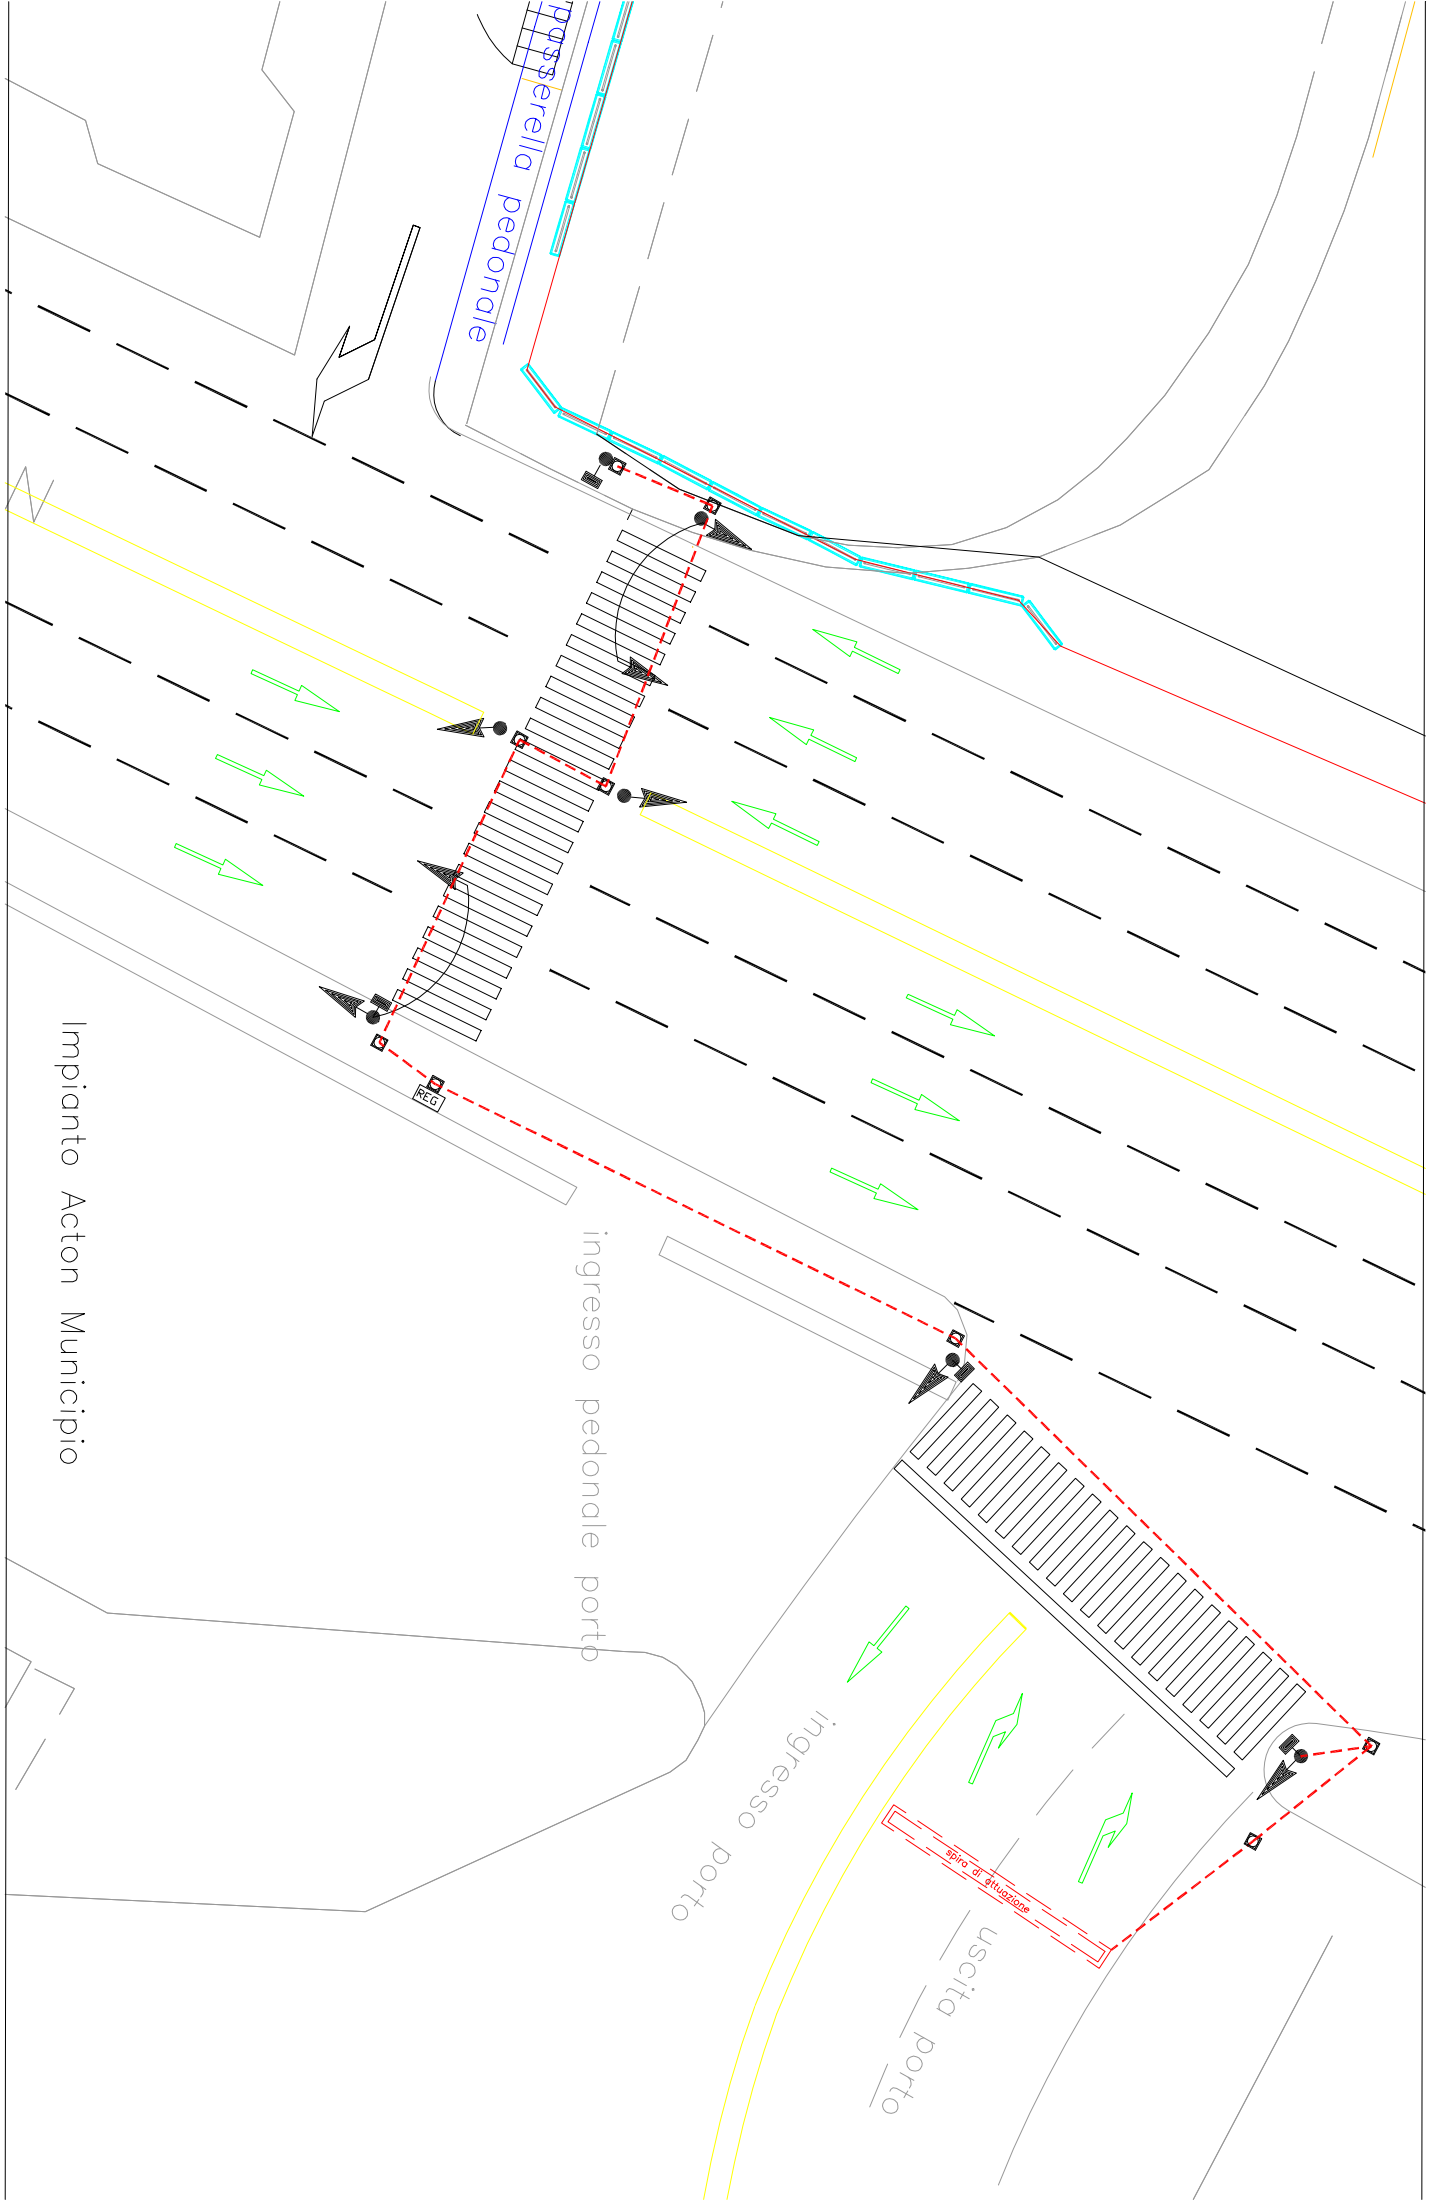 passerella pedonale
REG
Impianto Acton Municipio
ingresso pedonale porto
ingresso porto
spira di attuazione
uscita porto